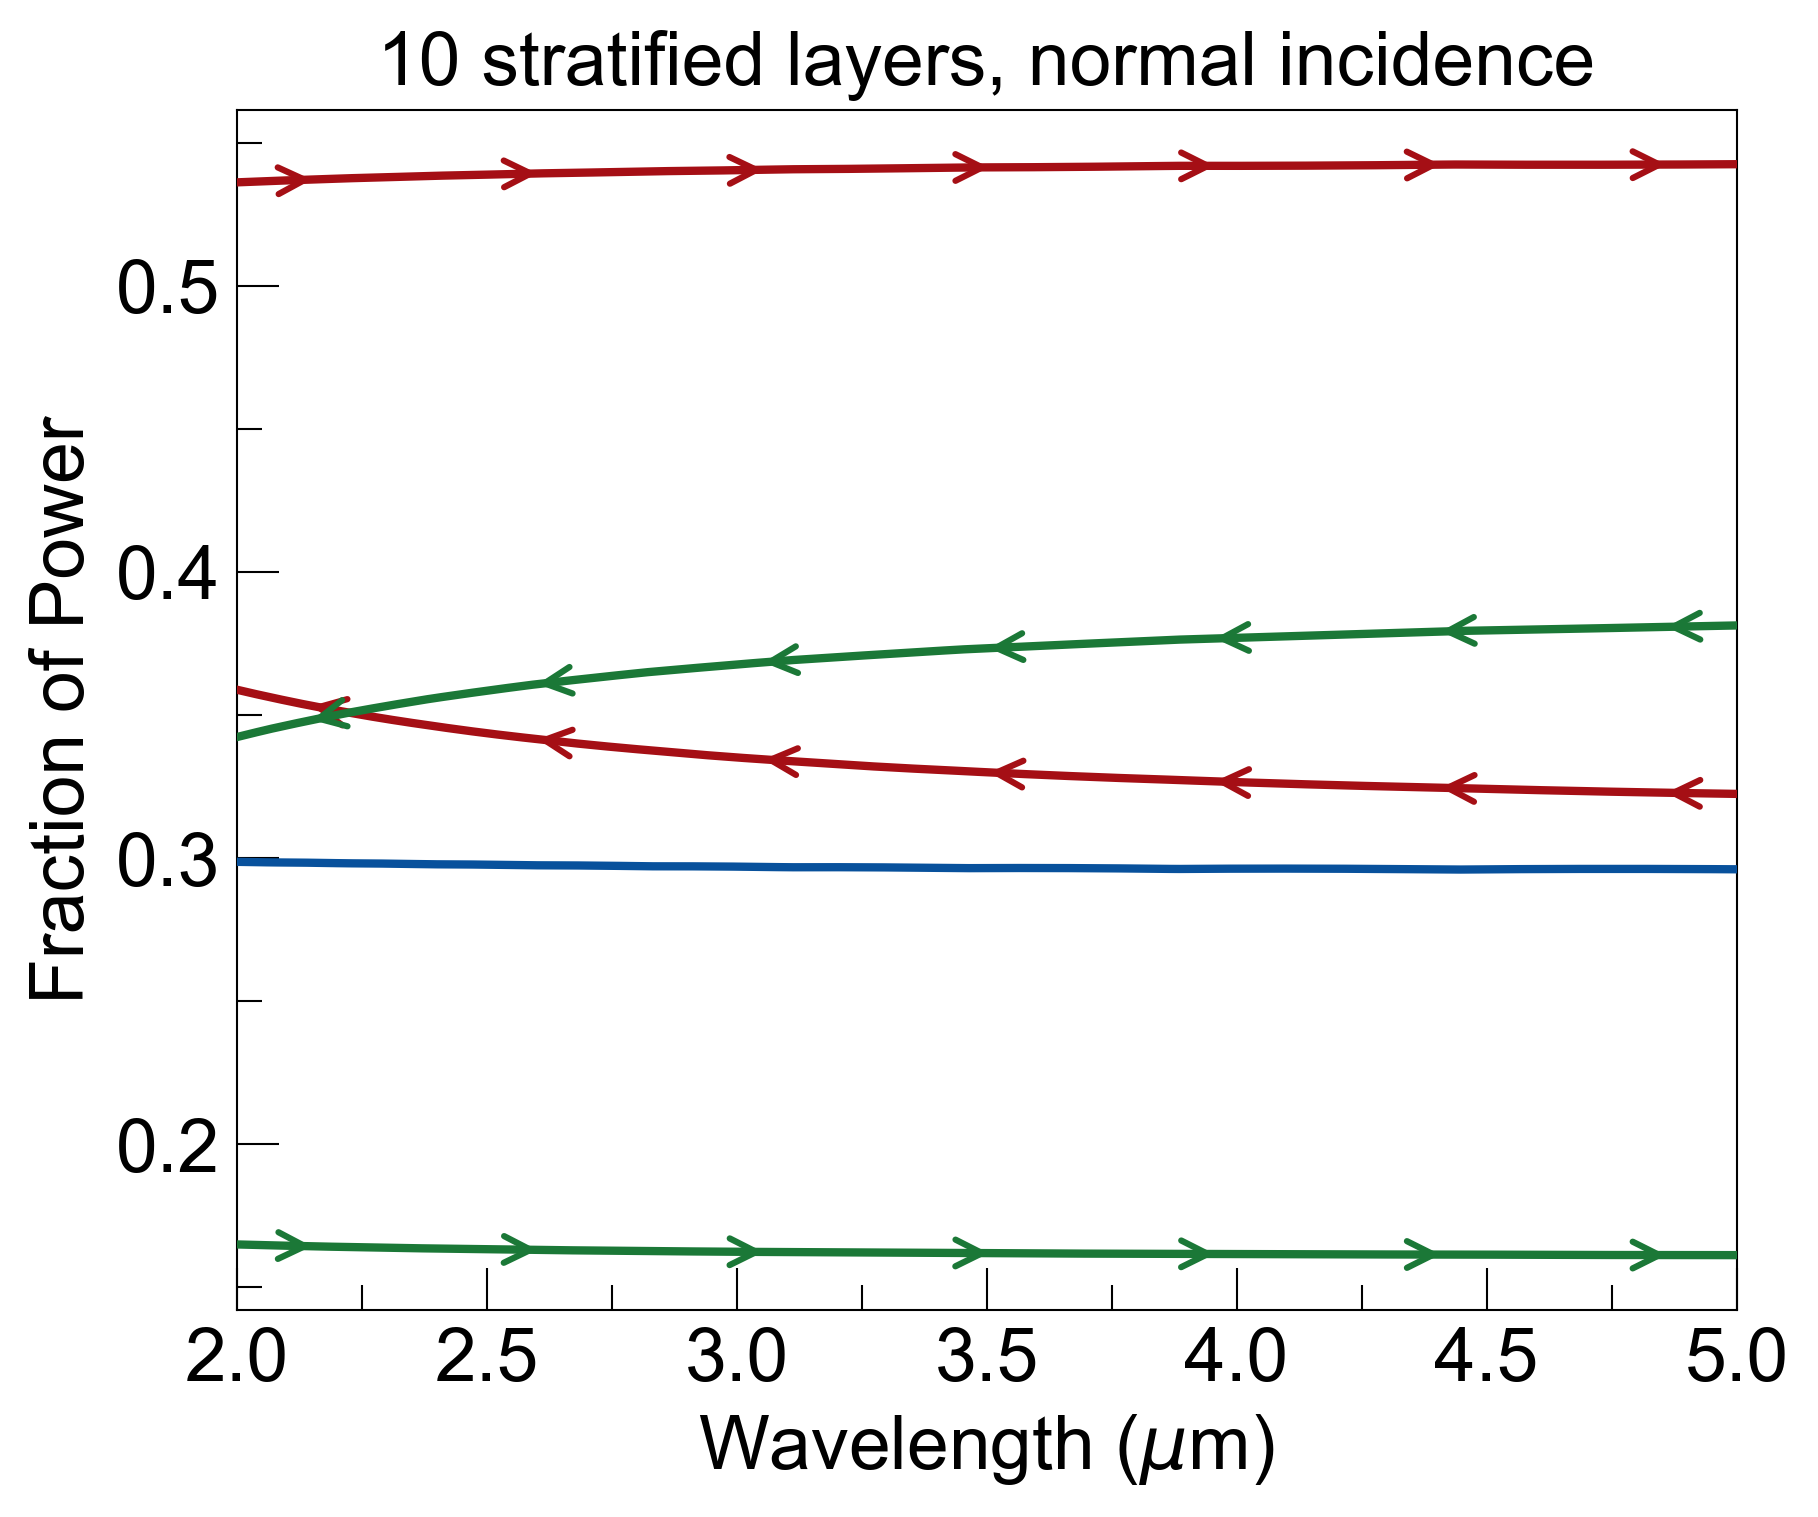 10 stratified layers, normal incidence
Fraction of Power
0.5
0.4
0.3
0.2
2.0 2.5 3.0 3.5 4.0 4.5 5.0
Wavelength (μm)